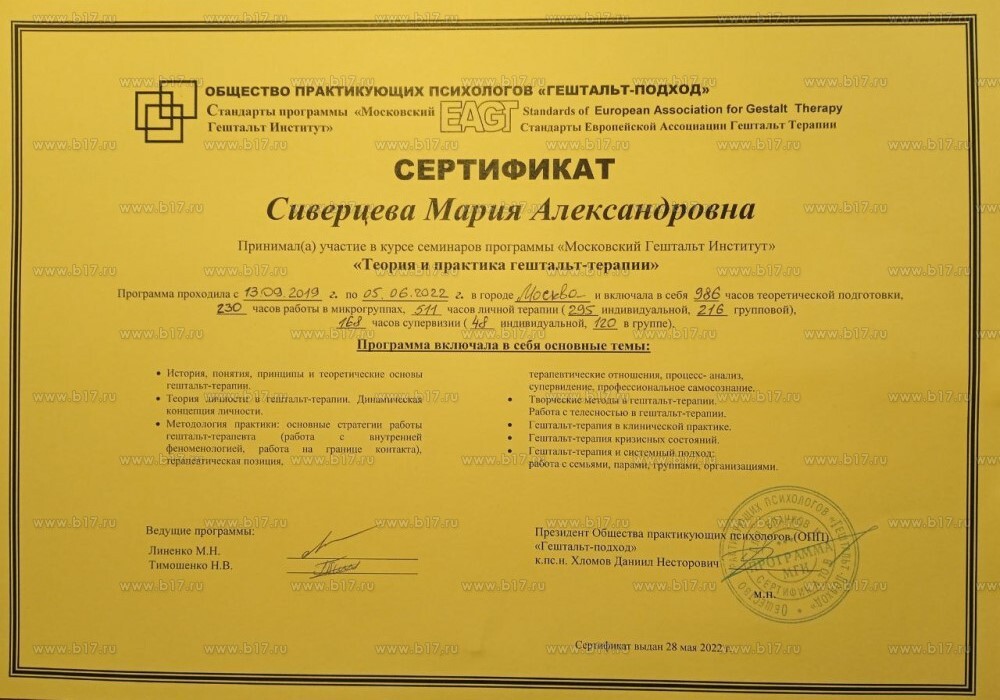 ОБЩЕСТВО ПРАКТИКУЮЩИХ ПСИХОЛОГОВ «ГЕШТАЛЬТ-ПОДХОД»
Стандарты программы «Московский
Гештальт Институт»
EAGT
Standards of European Association for Gestalt Therapy
Стандарты Европейской Ассоциации Гештальт Терапии
СЕРТИФИКАТ
Сиверцева Мария Александровна
Принимал(а) участие в курсе семинаров программы «Московский Гештальт Институт»
«Теория и практика гештальт-терапии»
Программа проходила с 13.09.2019 г. по 05.06.2022 г. в городе Москва и включала в себя 986 часов теоретической подготовки,
230 часов работы в микрогруппах, 511 часов личной терапии ( 295 индивидуальной, 216 групповой),
168 часов супервизии ( 48 индивидуальной, 120 в группе).
Программа включала в себя основные темы:
• История, понятия, принципы и теоретические основы
гештальт-терапии.
• Теория личности в гештальт-терапии. Динамическая
концепция личности.
• Методология практики: основные стратегии работы
гештальт-терапевта (работа с внутренней
феноменологией, работа на границе контакта),
терапевтическая позиция,
терапевтические отношения, процесс- анализ,
супервидение, профессиональное самосознание.
• Творческие методы в гештальт-терапии.
Работа с телесностью в гештальт-терапии.
• Гештальт-терапия в клинической практике.
• Гештальт-терапия кризисных состояний.
• Гештальт-терапия и системный подход:
работа с семьями, парами, группами, организациями.
Ведущие программы:
Линенко М.Н.
Тимошенко Н.В.
Президент Общества практикующих психологов (ОПП)
«Гештальт-подход»
к.пс.н. Хломов Даниил Несторович
ПРОГРАММА
МГИ
м.п.
Сертификат выдан 28 мая 2022 г.
www.b17.ru